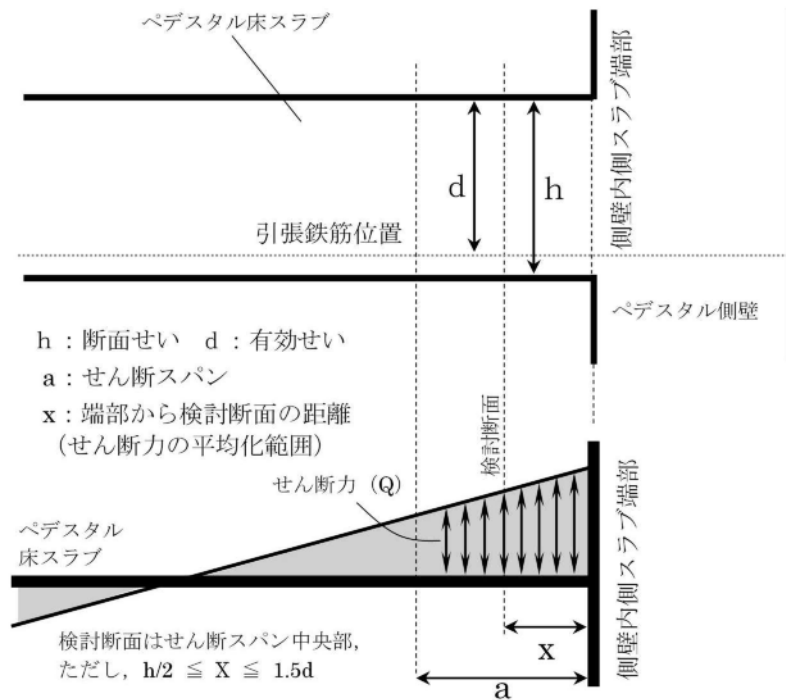 ペデスタル床スラブ
側壁内側スラブ端部
d
h
引張鉄筋位置
ペデスタル側壁
h：断面せい　d：有効せい
a：せん断スパン
x：端部から検討断面の距離
（せん断力の平均化範囲）
検討断面
せん断力（Q）
ペデスタル
床スラブ
側壁内側スラブ端部
検討断面はせん断スパン中央部，
ただし，h/2 ≦ X ≦ 1.5d
x
a